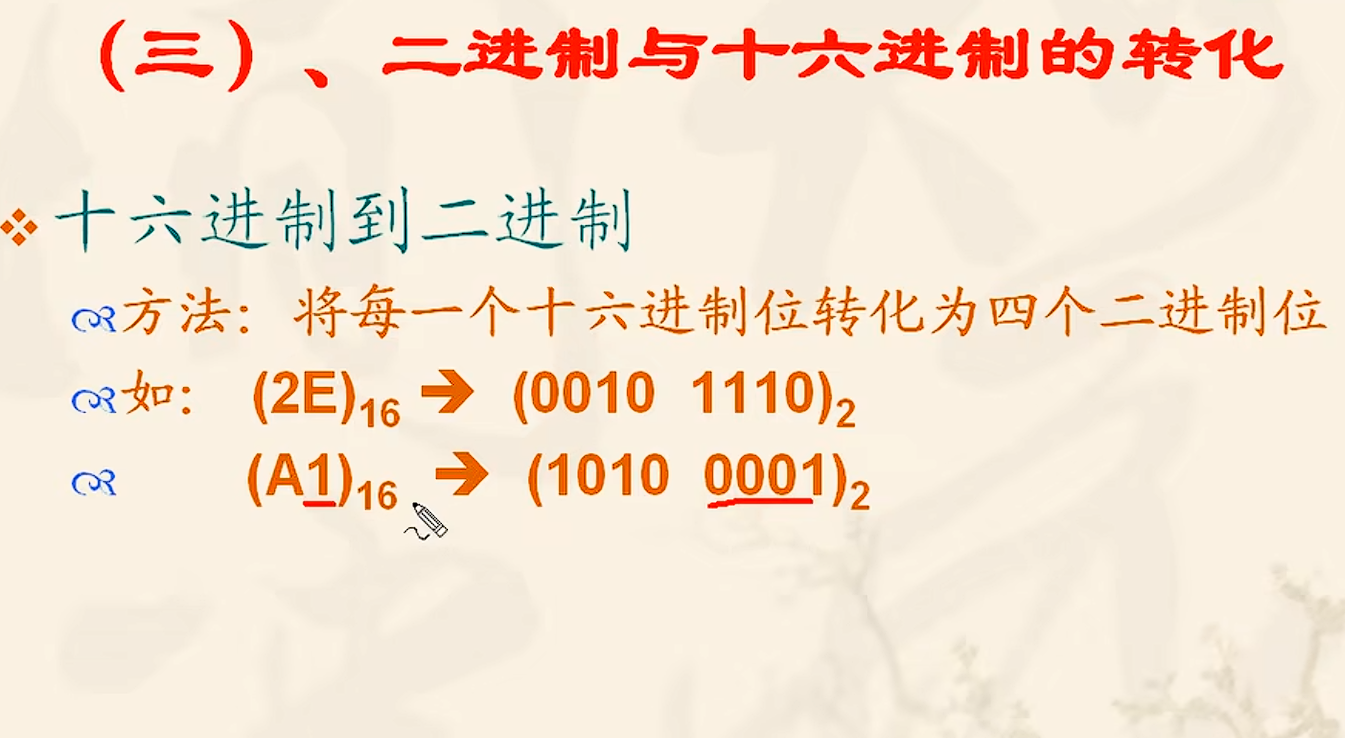 （三）、二进制与十六进制的转化
十六进制到二进制
方法：将每一个十六进制位转化为四个二进制位
如： (2E)16 ➔ (0010 1110)2
(A1)16 ➔ (1010 0001)2